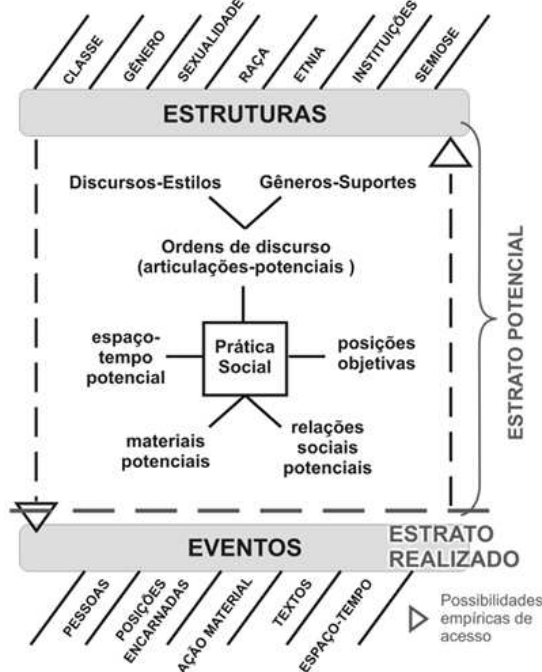 CLASSE
GÊNERO
SEXUALIDADE
RAÇA
ETNIA
INSTITUIÇÕES
SEMIOSE
ESTRUTURAS
Discursos-Estilos
Gêneros-Suportes
Ordens de discurso
(articulações-potenciais )
espaço-
tempo
potencial
Prática
Social
posições
objetivas
materiais
potenciais
relações
sociais
potenciais
ESTRATO POTENCIAL
EVENTOS
ESTRATO
REALIZADO
PESSOAS
POSIÇÕES
ENCARNADAS
AÇÃO MATERIAL
TEXTOS
ESPAÇO-TEMPO
Possibilidades
empíricas de
acesso